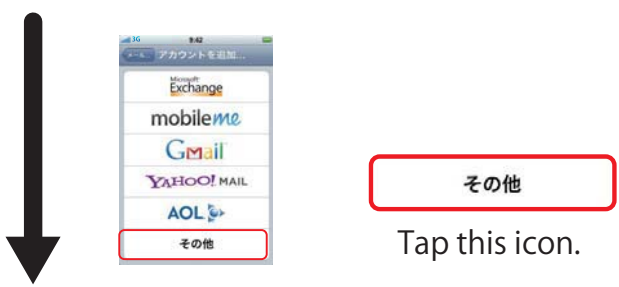 3G 9:42
メール... アカウントを追加...
Microsoft
Exchange
mobileme
Gmail
YAHOO! MAIL
AOL
その他
その他
Tap this icon.